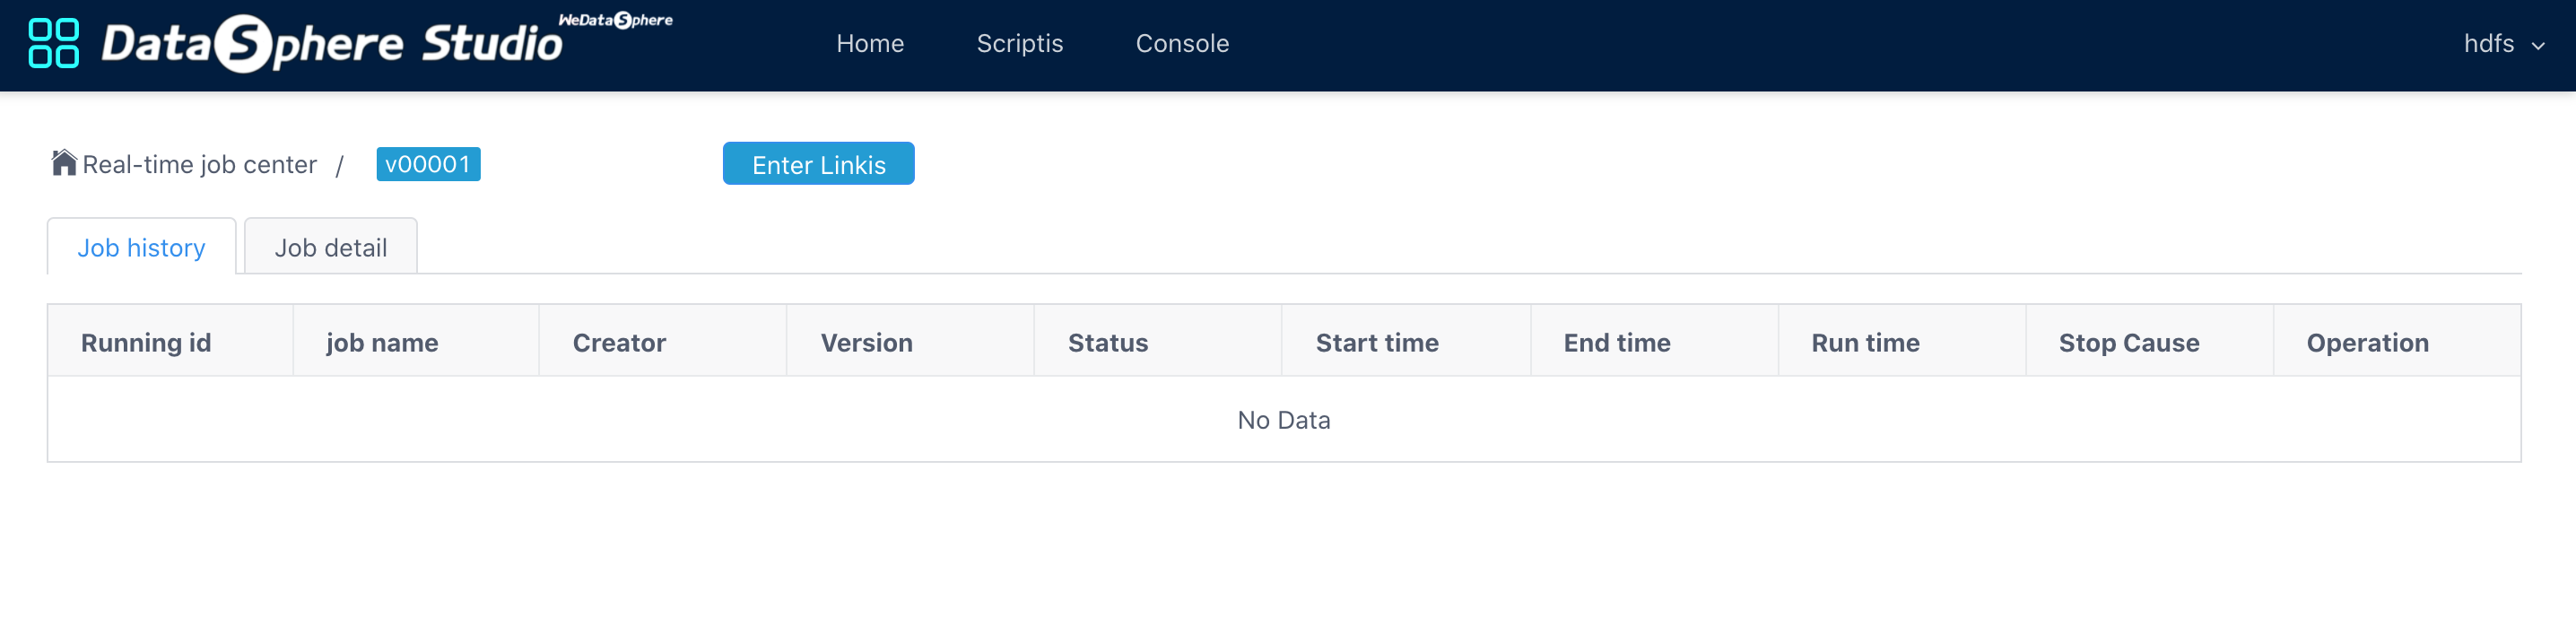 DataSphere Studio WeDataSphere
Home Scriptis Console hdfs
Real-time job center / v00001 Enter Linkis
Job history Job detail
Running id job name Creator Version Status Start time End time Run time Stop Cause Operation
No Data